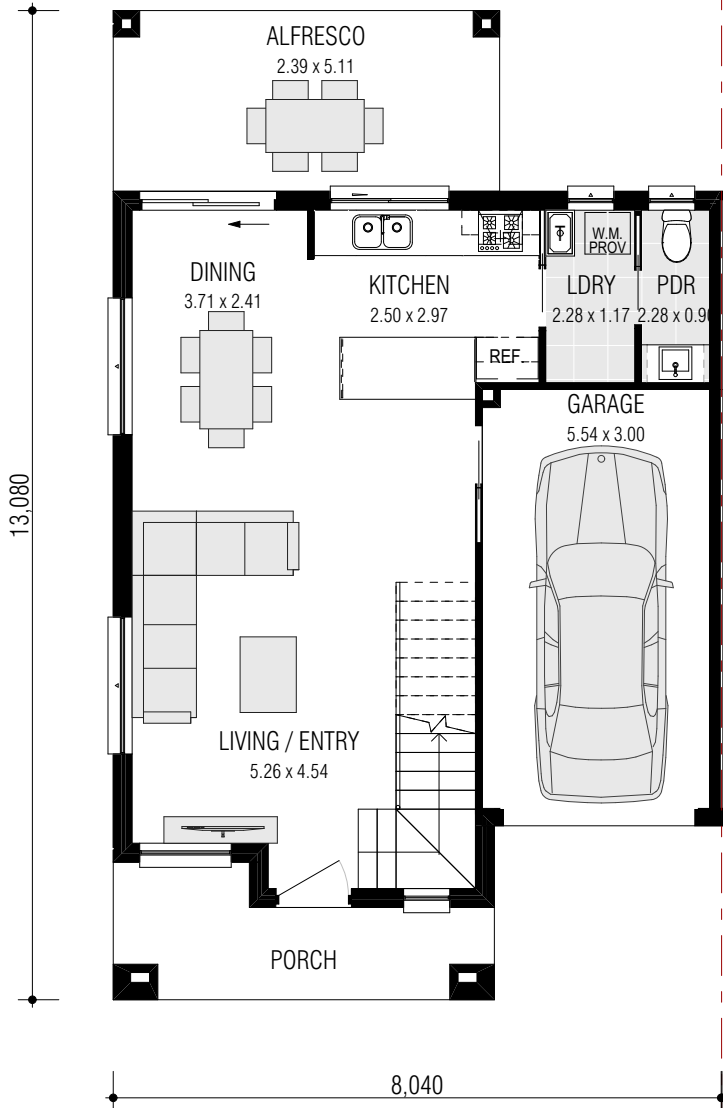 ALFRESCO
2.39 x 5.11
DINING
3.71 x 2.41
KITCHEN
2.50 x 2.97
W.M.
PROV
LDRY
2.28 x 1.17
PDR
2.28 x 0.90
REF.
GARAGE
5.54 x 3.00
13,080
LIVING / ENTRY
5.26 x 4.54
PORCH
8,040